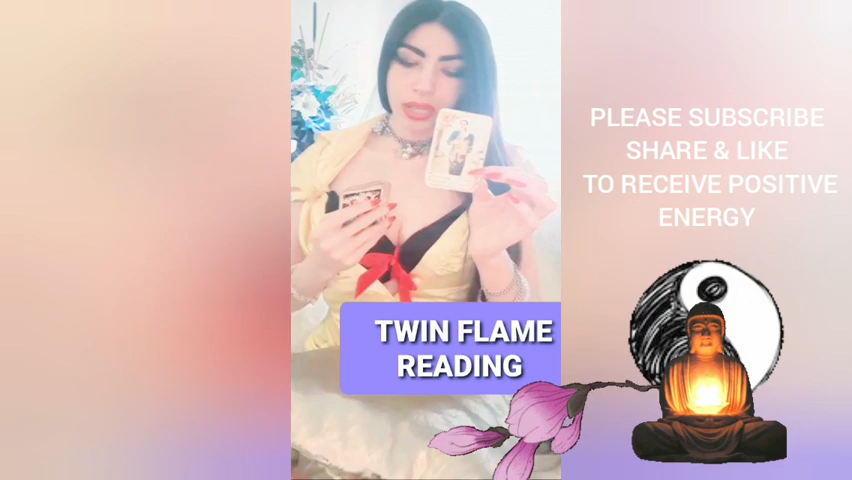 TWIN FLAME
READING
PLEASE SUBSCRIBE
SHARE & LIKE
TO RECEIVE POSITIVE
ENERGY